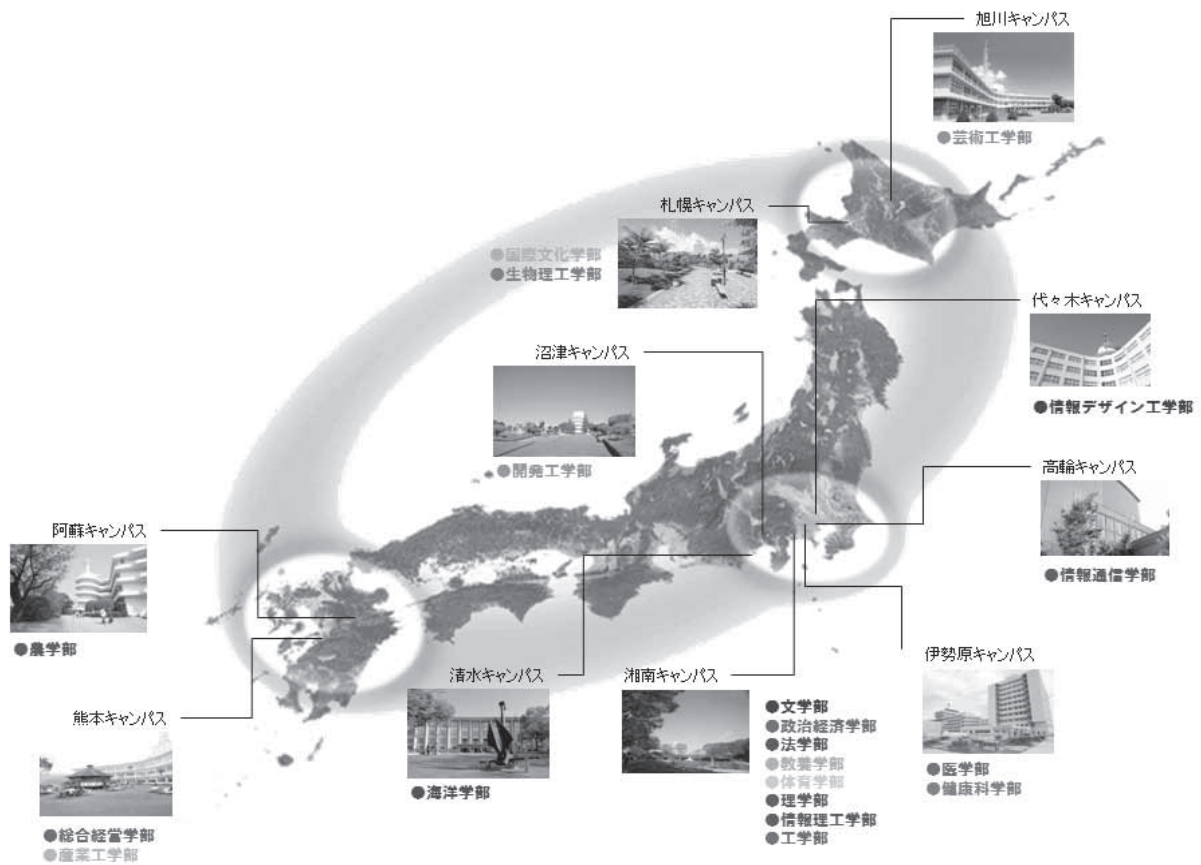 旭川キャンパス
●芸術工学部
札幌キャンパス
●国際文化学部
●生物理工学部
代々木キャンパス
●情報デザイン工学部
沼津キャンパス
●開発工学部
高輪キャンパス
●情報通信学部
阿蘇キャンパス
●農学部
伊勢原キャンパス
●医学部
●健康科学部
清水キャンパス
●海洋学部
湘南キャンパス
●文学部
●政治経済学部
●法学部
●教養学部
●体育学部
●理学部
●情報理工学部
●工学部
熊本キャンパス
●総合経営学部
●産業工学部